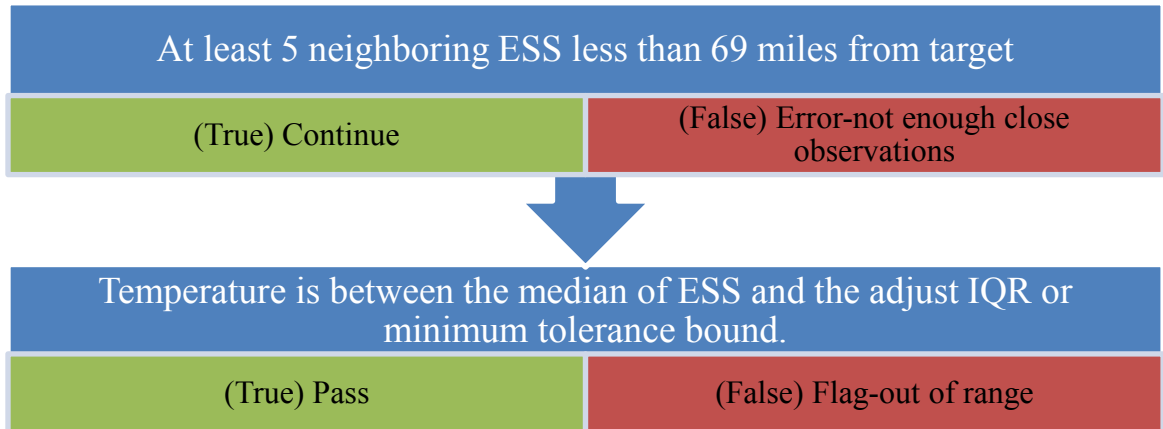 At least 5 neighboring ESS less than 69 miles from target
(True) Continue
(False) Error-not enough close
observations
Temperature is between the median of ESS and the adjust IQR or
minimum tolerance bound.
(True) Pass
(False) Flag-out of range